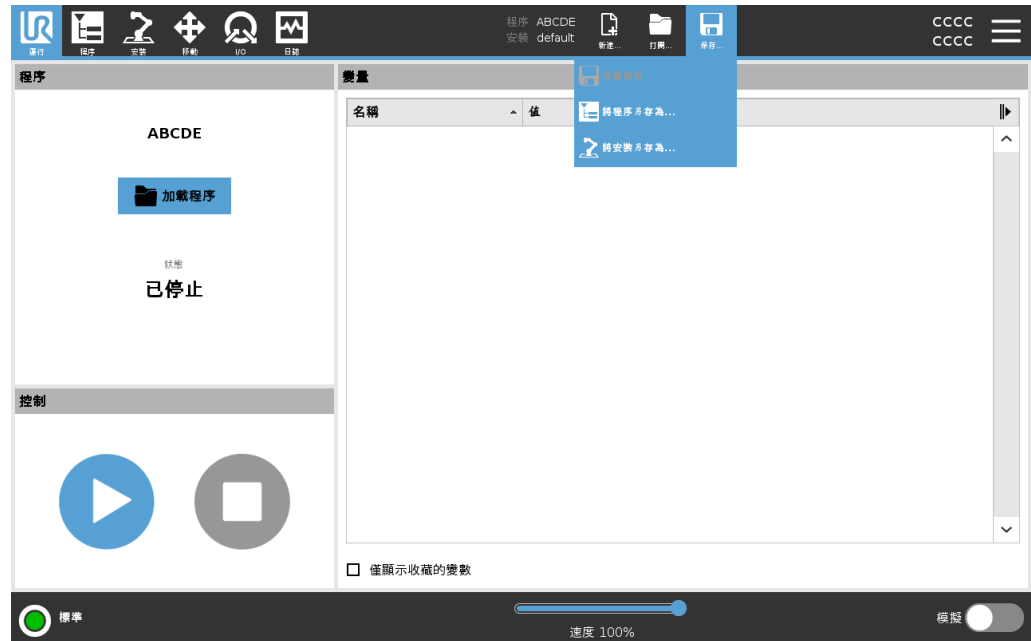 UR
運行
程序
安裝
移動
I/O
日誌
程序 ABCDE
安裝 default
新建...
打開...
保存...
cccc
cccc
程序
ABCDE
加載程序
狀態
已停止
控制
變量
名稱
值
將程序另存為...
將安裝另存為...
僅顯示收藏的變數
標準
速度 100%
模擬